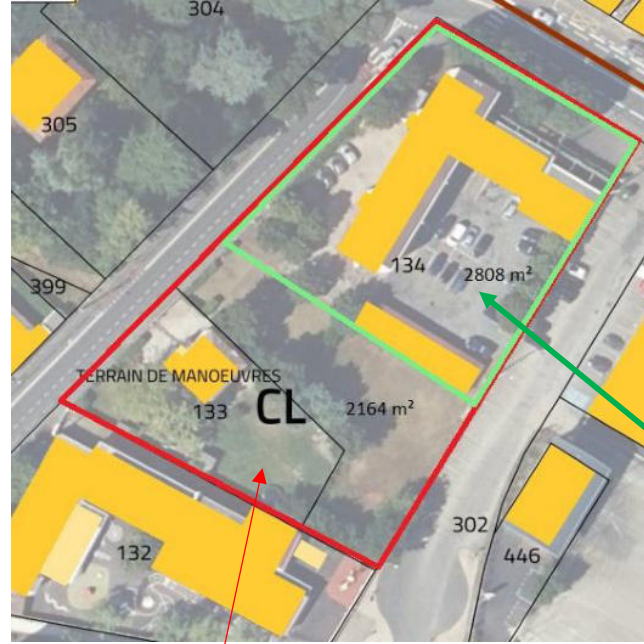 304
305
134
2808 m²
399
TERRAIN DE MANOEUVRES
133
CL
2164 m²
302
132
446